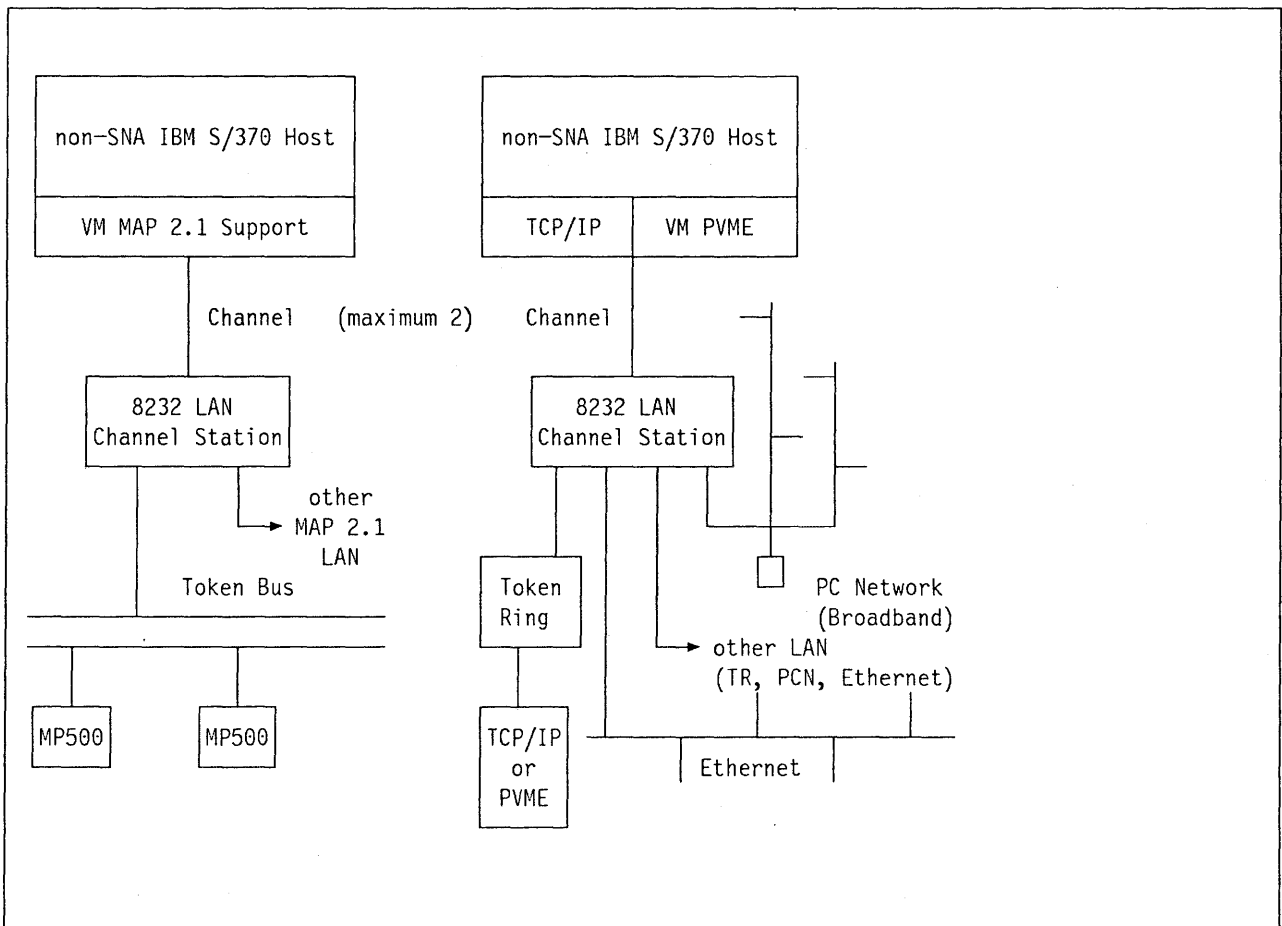 non-SNA IBM S/370 Host
VM MAP 2.1 Support
Channel (maximum 2)
8232 LAN
Channel Station
other
MAP 2.1
LAN
Token Bus
MP500
MP500
non-SNA IBM S/370 Host
TCP/IP
VM PVME
Channel
8232 LAN
Channel Station
Token
Ring
TCP/IP
or
PVME
PC Network
(Broadband)
other LAN
(TR, PCN, Ethernet)
Ethernet